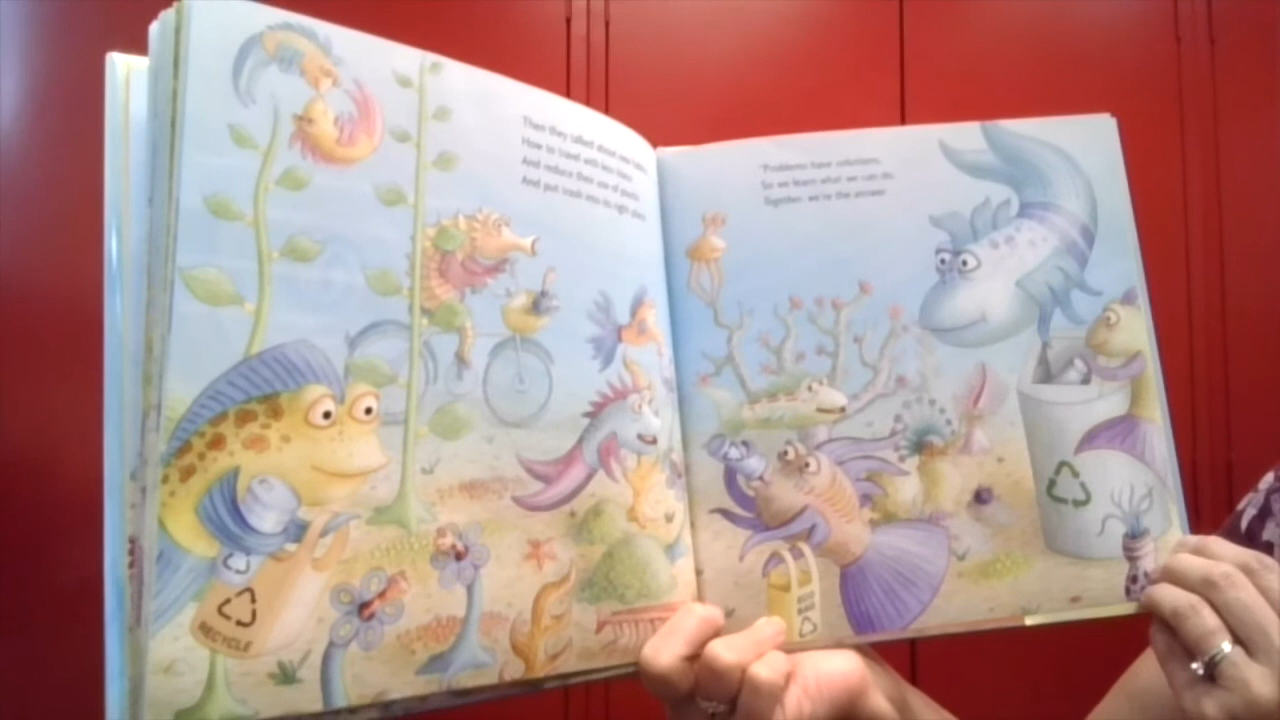 Then they talked about new habits,
How to travel with less
And reduce their use of plastic
And put trash into its right place.
"Problems have solutions,
So we learn what we can do.
Together, we're the answer
RECYCLE
BAG